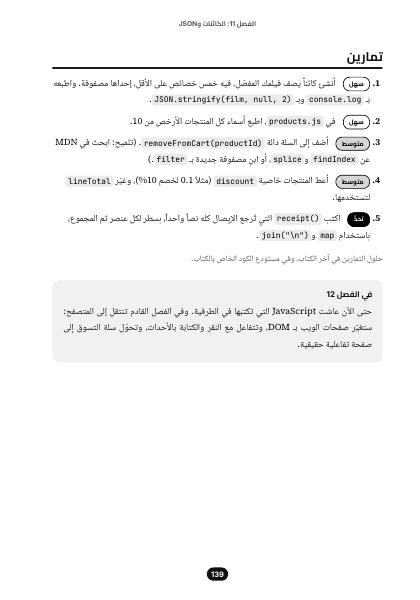 الفصل 11: الكائنات وJSON
تمارين
1. سهل أنشئ كائناً يصف فيلمك المفضل، فيه خمس خصائص على الأقل، إحداها مصفوفة. واطبعه
بـ console.log وبـ JSON.stringify(film, null, 2).
2. سهل في products.js، اطبع أسماء كل المنتجات الأرخص من 10.
3. متوسط أضف إلى السلة دالة removeFromCart(productId). (تلميح: ابحث في MDN
عن findIndex و splice، أو ابنِ مصفوفة جديدة بـ filter.)
4. متوسط أعط المنتجات خاصية discount (مثلاً 0.1 لخصم 10%)، وغيّر lineTotal
لتستخدمها.
5. تحدٍّ اكتب receipt() التي تُرجع الإيصال كله نصاً واحداً، بسطر لكل عنصر ثم المجموع،
باستخدام map و join("\n").
حلول التمارين في آخر الكتاب، وفي مستودع الكود الخاص بالكتاب.
في الفصل 12
حتى الآن عاشت JavaScript التي تكتبها في الطرفية. وفي الفصل القادم تنتقل إلى المتصفح:
ستغيّر صفحات الويب بـ DOM، وتتفاعل مع النقر والكتابة بالأحداث، وتحوّل سلة التسوق إلى
صفحة تفاعلية حقيقية.
139